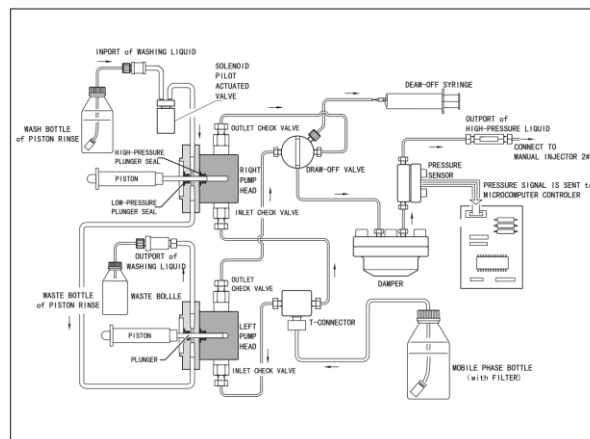 INPORT of WASHING LIQUID
SOLENOID
PILOT
ACTUATED
VALVE
DEAW-OFF SYRINGE
WASH BOTTLE
of PISTON RINSE
OUTLET CHECK VALVE
OUTPORT of
HIGH-PRESSURE LIQUID
CONNECT TO
MANUAL INJECTOR 2#
HIGH-PRESSURE
PLUNGER SEAL
RIGHT
PUMP
HEAD
DRAW-OFF VALVE
PRESSURE
SENSOR
PISTON
PRESSURE SIGNAL IS SENT to
MICROCOMPUTER CONTROLER
LOW-PRESSURE
PLUNGER SEAL
INLET CHECK VALVE
OUTPORT of
WASHING LIQUID
OUTLET
CHECK VALVE
DAMPER
WASTE BOTTLE
of PISTON RINSE
WASTE BOLLLE
T-CONNECTOR
PISTON
LEFT
PUMP
HEAD
PLUNGER
INLET CHECK VALVE
MOBILE PHASE BOTTLE
(with FILTER)